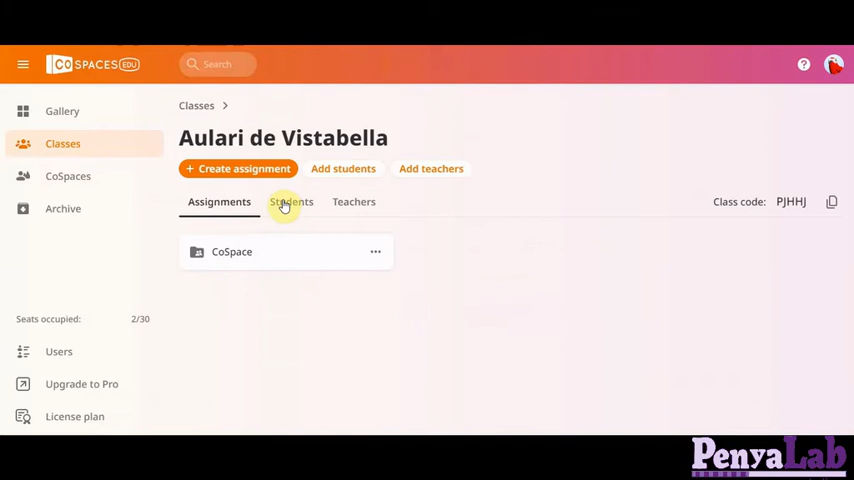 COSPACES EDU
Search
Gallery
Classes
CoSpaces
Archive
Seats occupied: 2/30
Users
Upgrade to Pro
License plan
Classes
Aulari de Vistabella
+ Create assignment Add students Add teachers
Assignments Students Teachers Class code: PJHHJ
CoSpace
PenyaLab